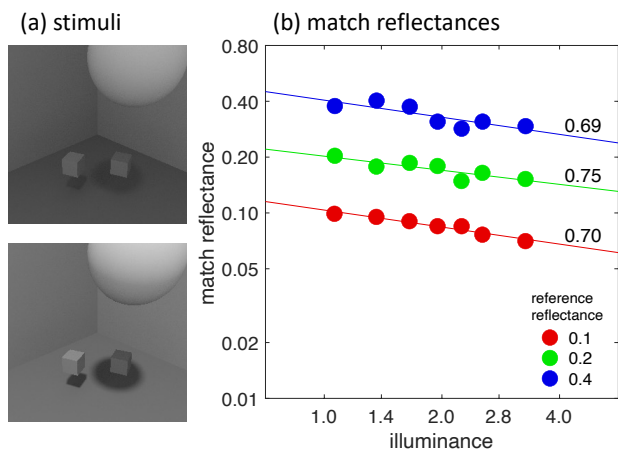 (a) stimuli
(b) match reflectances
0.80
0.40
0.20
0.10
0.05
0.02
0.01
match reflectance
0.69
0.75
0.70
reference
reflectance
0.1
0.2
0.4
1.0 1.4 2.0 2.8 4.0
illuminance